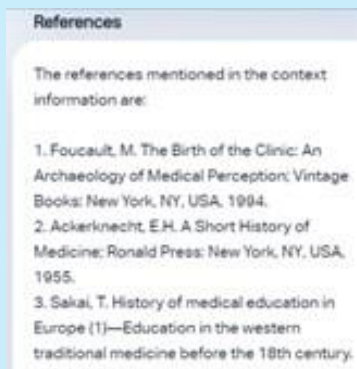 References
The references mentioned in the context
information are:
1. Foucault, M. The Birth of the Clinic: An
Archaeology of Medical Perception; Vintage
Books: New York, NY, USA, 1994.
2. Ackerknecht, E.H. A Short History of
Medicine; Ronald Press: New York, NY, USA,
1955.
3. Sakai, T. History of medical education in
Europe (1)—Education in the western
traditional medicine before the 18th century.